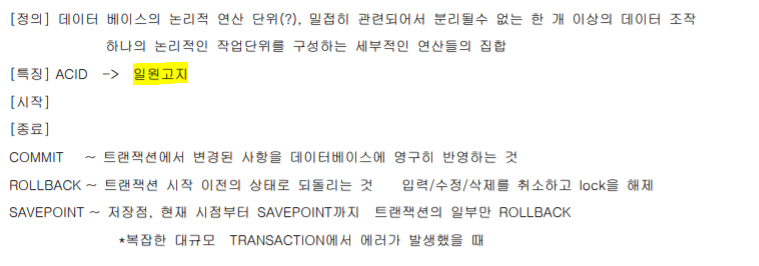 [정의] 데이터 베이스의 논리적 연산 단위(?), 밀접히 관련되어서 분리될수 없는 한 개 이상의 데이터 조작
하나의 논리적인 작업단위를 구성하는 세부적인 연산들의 집합
[특징] ACID -> 일원고지
[시작]
[종료]
COMMIT ~ 트랜잭션에서 변경된 사항을 데이터베이스에 영구히 반영하는 것
ROLLBACK ~ 트랜잭션 시작 이전의 상태로 되돌리는 것 입력/수정/삭제를 취소하고 lock을 해제
SAVEPOINT ~ 저장점, 현재 시점부터 SAVEPOINT까지 트랜잭션의 일부만 ROLLBACK
*복잡한 대규모 TRANSACTION에서 에러가 발생했을 때